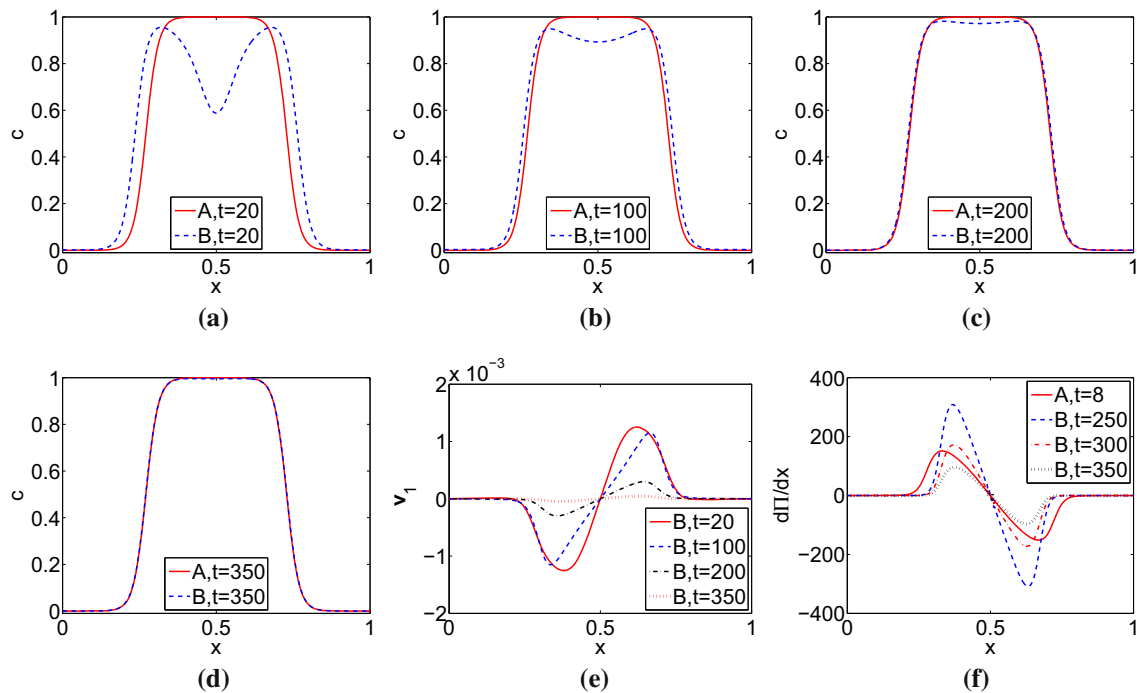 1
0.8
0.6
0.4
0.2
0
c
A,t=20
B,t=20
0 0.5 1
x
(a)
1
0.8
0.6
0.4
0.2
0
c
A,t=100
B,t=100
0 0.5 1
x
(b)
1
0.8
0.6
0.4
0.2
0
c
A,t=200
B,t=200
0 0.5 1
x
(c)
1
0.8
0.6
0.4
0.2
0
c
A,t=350
B,t=350
0 0.5 1
x
(d)
x 10⁻³
2
1
0
−1
−2
v₁
B,t=20
B,t=100
B,t=200
B,t=350
0 0.5 1
x
(e)
400
200
0
−200
−400
dΠ/dx
A,t=8
B,t=250
B,t=300
B,t=350
0 0.5 1
x
(f)